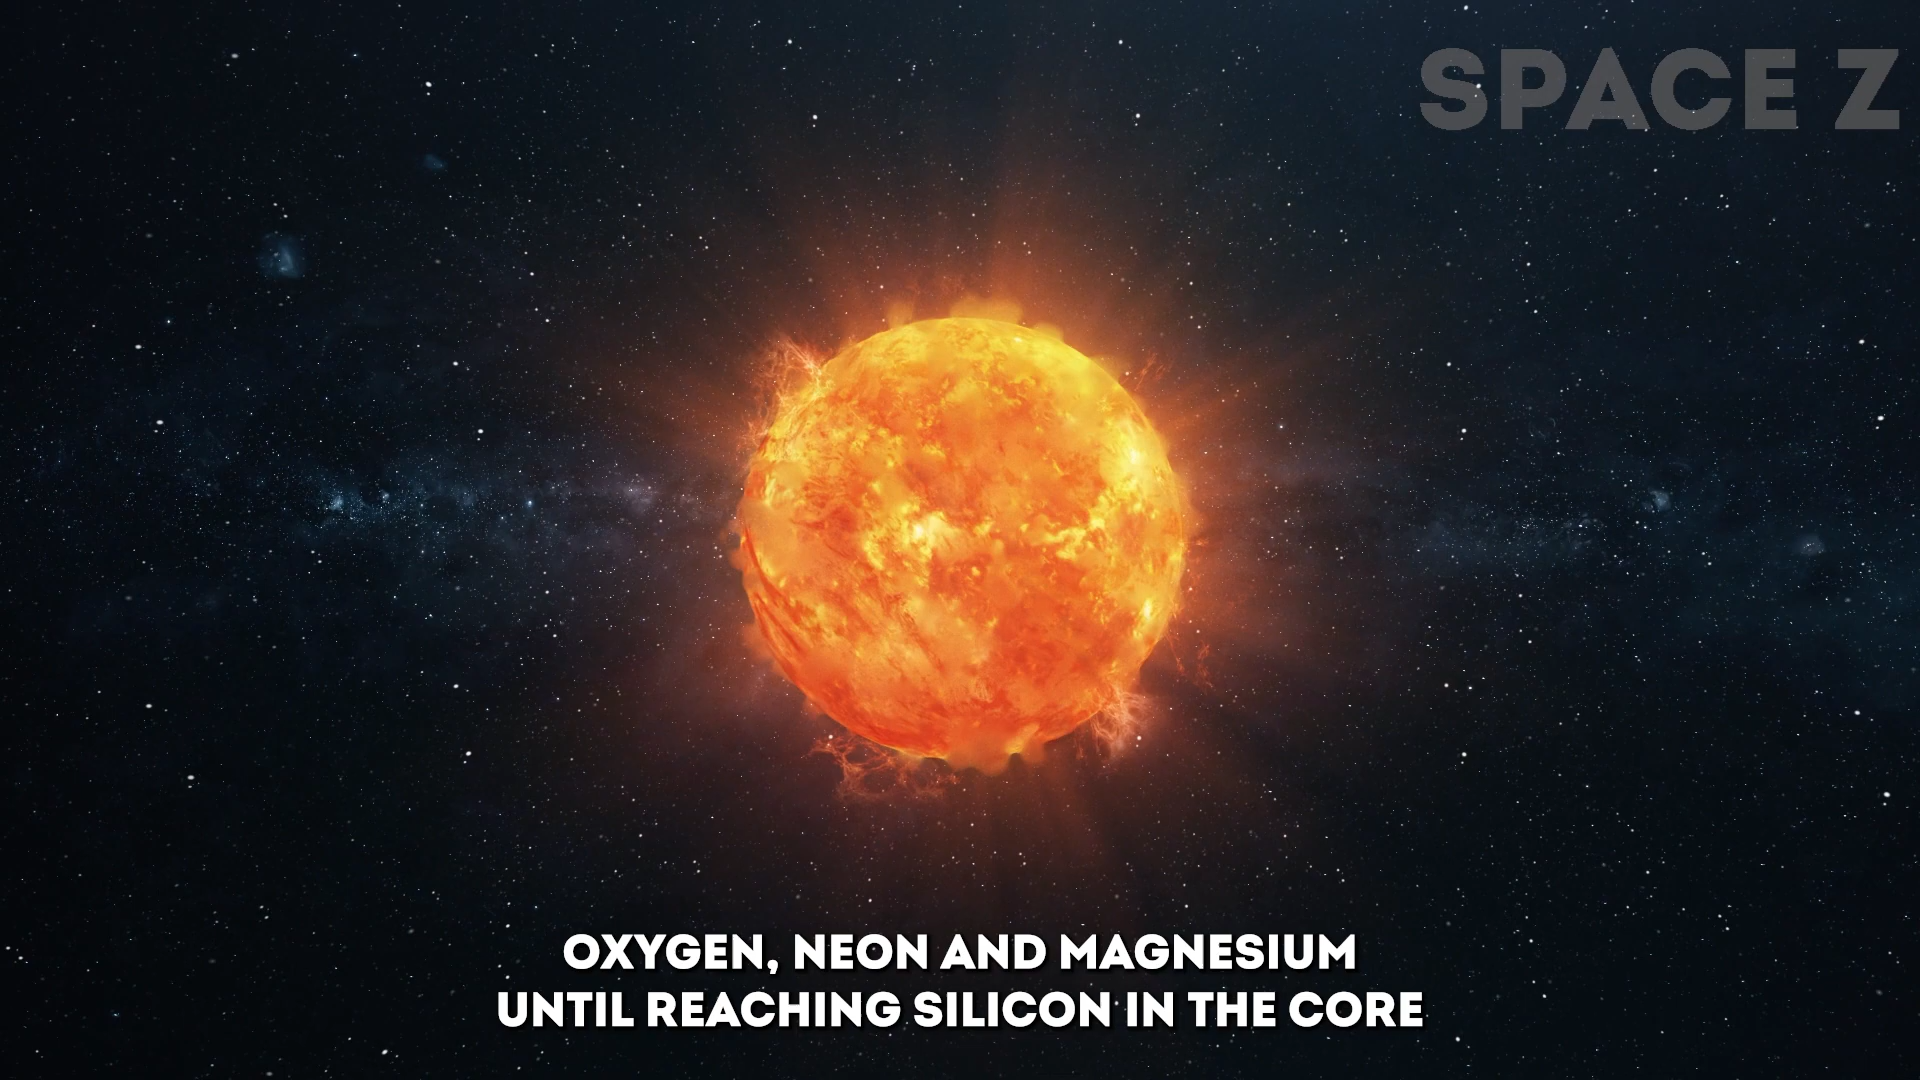 SPACE Z
OXYGEN, NEON AND MAGNESIUM
UNTIL REACHING SILICON IN THE CORE